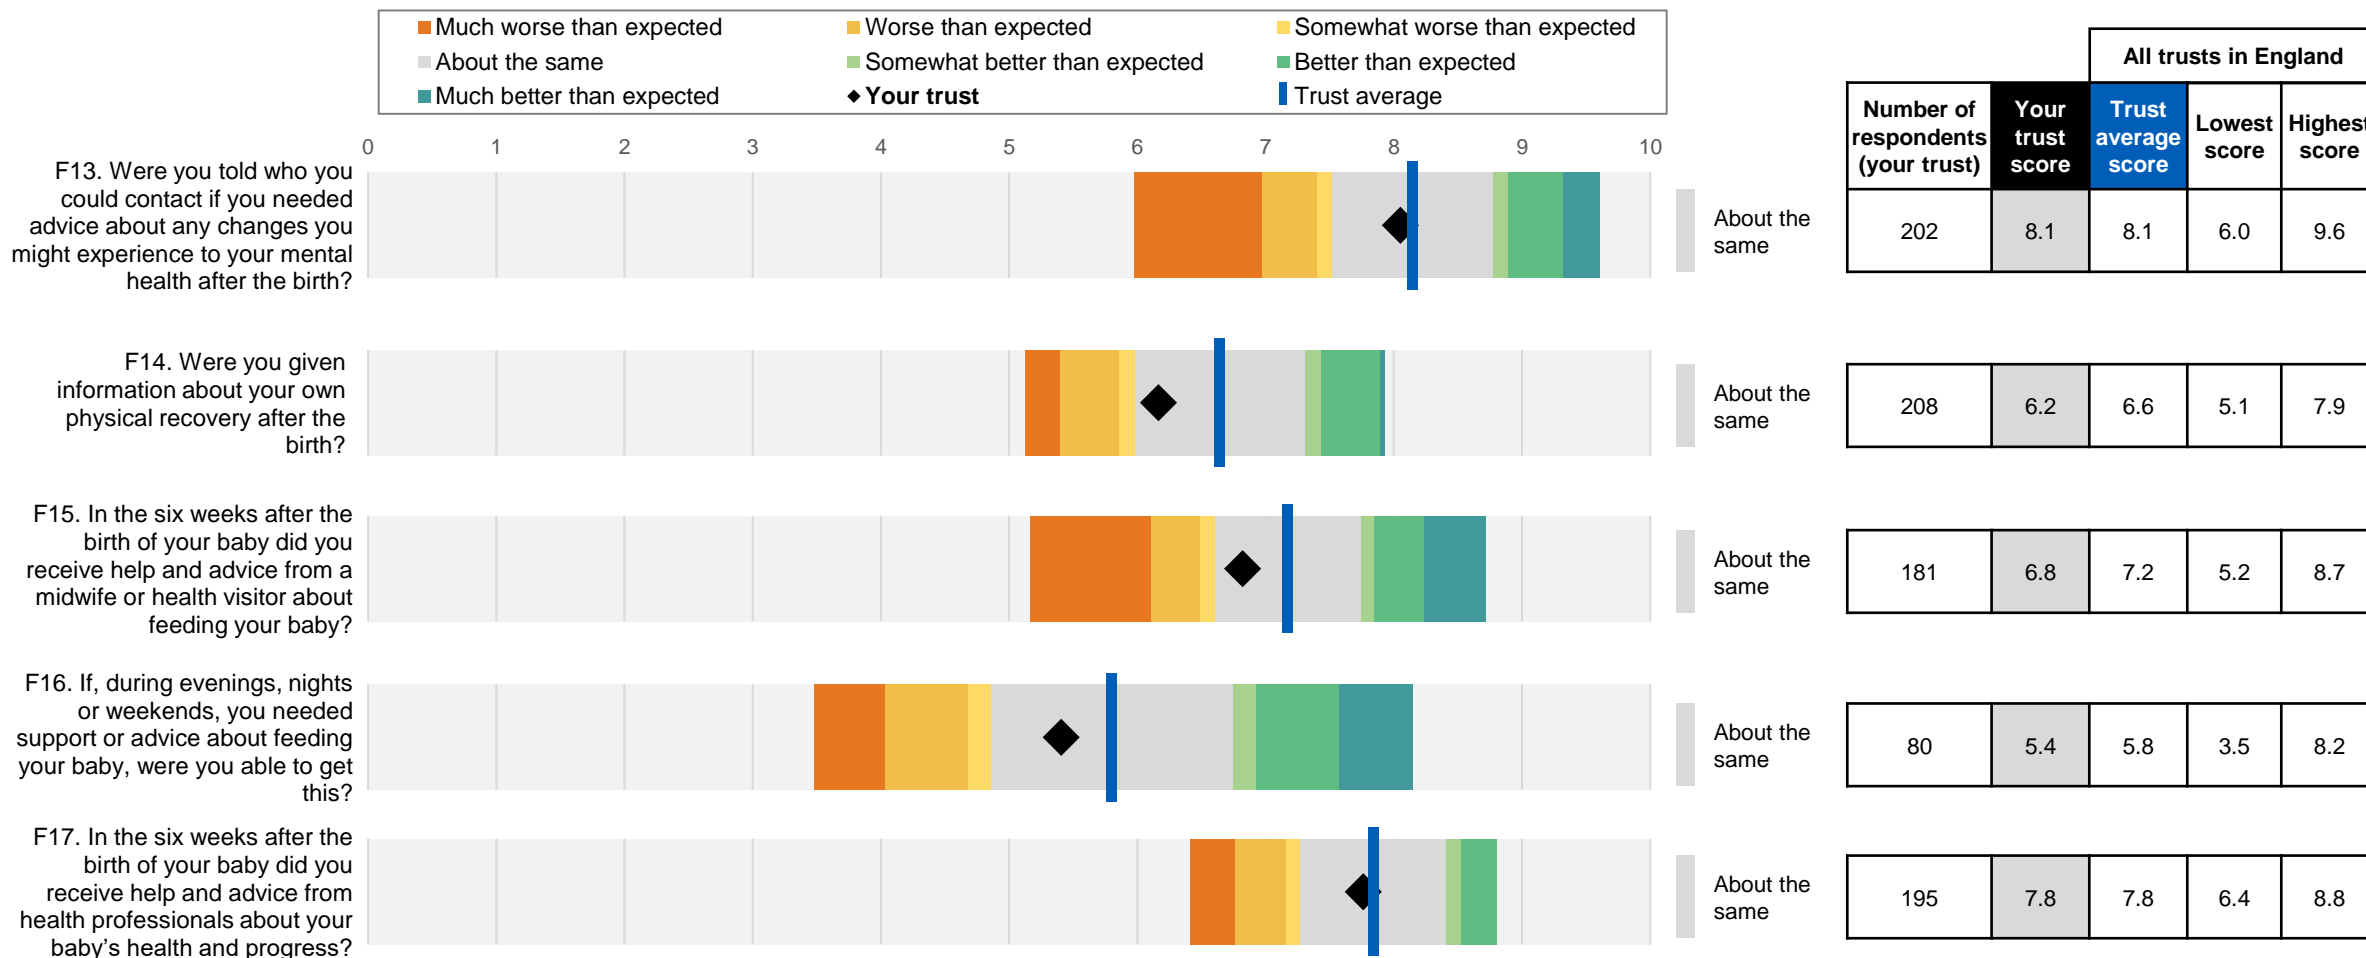 Much worse than expected
Worse than expected
Somewhat worse than expected
About the same
Somewhat better than expected
Better than expected
Much better than expected
Your trust
Trust average
All trusts in England
Number of
respondents
(your trust)
Your
trust
score
Trust
average
score
Lowest
score
Highest
score
0 1 2 3 4 5 6 7 8 9 10
F13. Were you told who you
could contact if you needed
advice about any changes you
might experience to your mental
health after the birth?
About the
same
202 8.1 8.1 6.0 9.6
F14. Were you given
information about your own
physical recovery after the
birth?
About the
same
208 6.2 6.6 5.1 7.9
F15. In the six weeks after the
birth of your baby did you
receive help and advice from a
midwife or health visitor about
feeding your baby?
About the
same
181 6.8 7.2 5.2 8.7
F16. If, during evenings, nights
or weekends, you needed
support or advice about feeding
your baby, were you able to get
this?
About the
same
80 5.4 5.8 3.5 8.2
F17. In the six weeks after the
birth of your baby did you
receive help and advice from
health professionals about your
baby’s health and progress?
About the
same
195 7.8 7.8 6.4 8.8